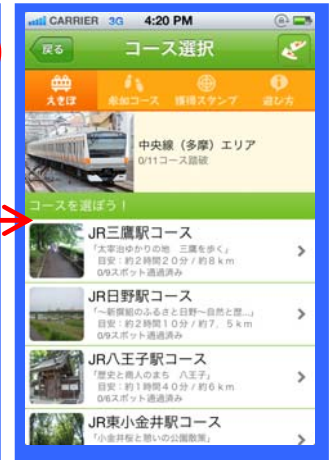 CARRIER 3G 4:20 PM
戻る
コース選択
えきぽ 参加コース 獲得スタンプ 遊び方
中央線（多摩）エリア
0/11コース踏破
コースを選ぼう！
JR三鷹駅コース
「太宰治ゆかりの地　三鷹を歩く」
目安：約２時間２０分 / 約８ｋｍ
0/9スポット通過済み
JR日野駅コース
「～新撰組のふるさと日野～自然と歴...」
目安：約２時間１０分 / 約７．５ｋｍ
0/9スポット通過済み
JR八王子駅コース
「歴史と商人のまち　八王子」
目安：約１時間４０分 / 約６ｋｍ
0/6スポット通過済み
JR東小金井駅コース
「小金井桜と憩いの公園散策」